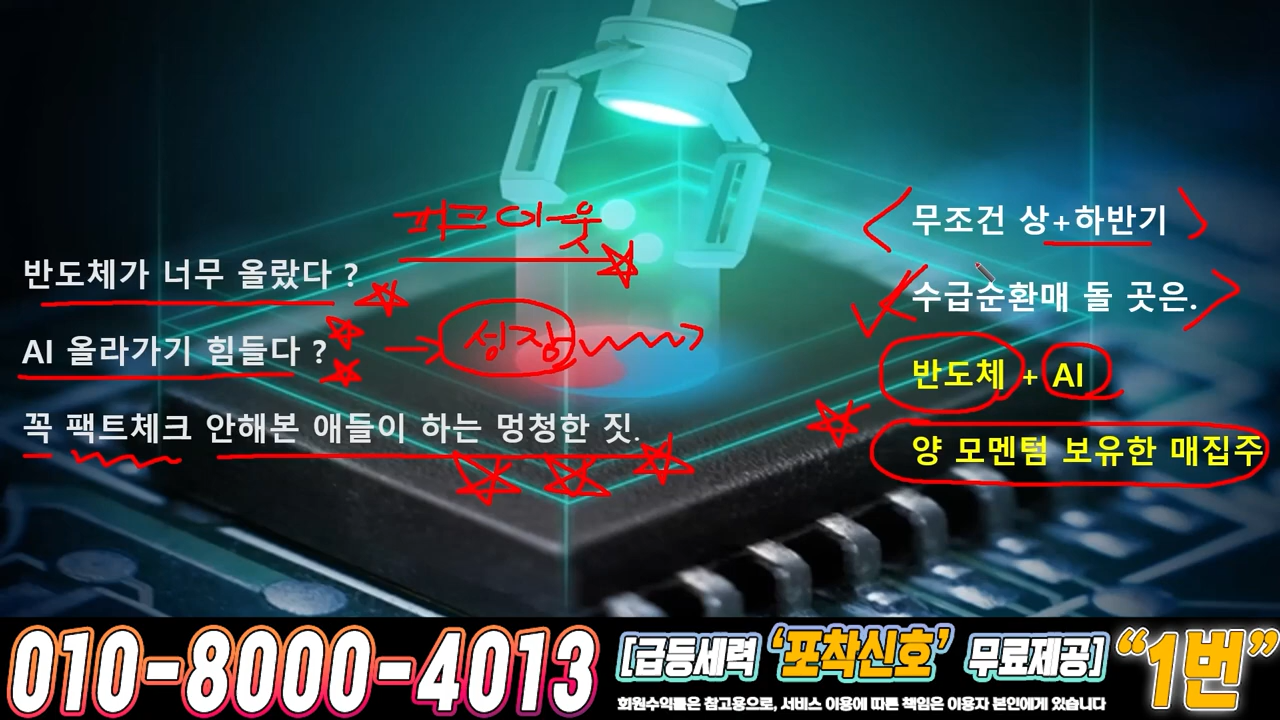 피크아웃
반도체가 너무 올랐다 ?
AI 올라가기 힘들다 ?
성장
꼭 팩트체크 안해본 애들이 하는 멍청한 짓.
무조건 상+하반기
수급순환매 돌 곳은.
반도체 + AI
양 모멘텀 보유한 매집주
010-8000-4013
[급등세력 ‘포착신호’ 무료제공] “1번”
회원수익률은 참고용으로, 서비스 이용에 따른 책임은 이용자 본인에게 있습니다